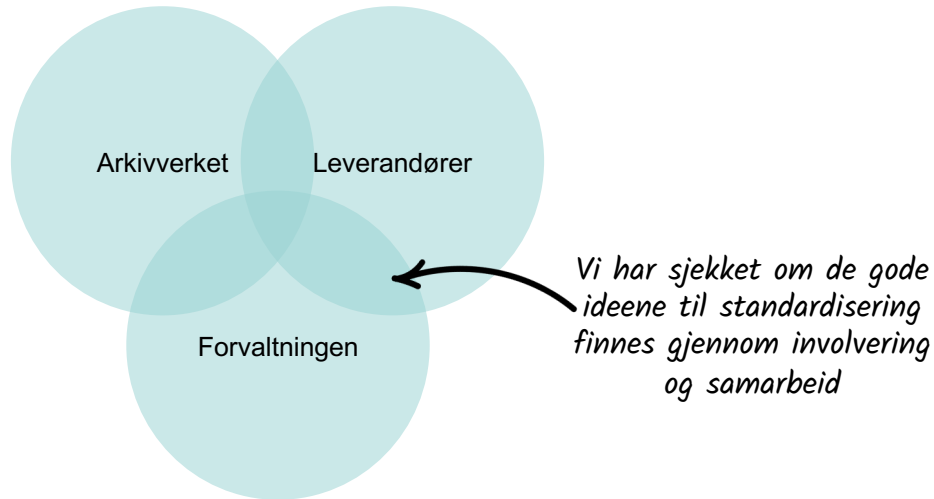 Arkivverket
Leverandører
Forvaltningen
Vi har sjekket om de gode
ideene til standardisering
finnes gjennom involvering
og samarbeid